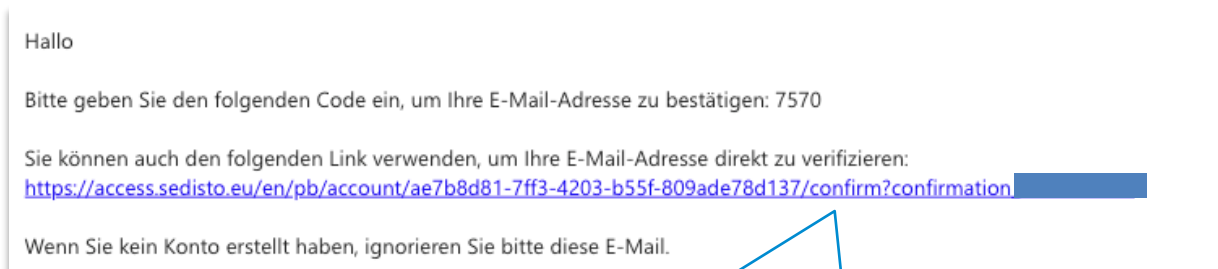 Hallo
Bitte geben Sie den folgenden Code ein, um Ihre E-Mail-Adresse zu bestätigen: 7570
Sie können auch den folgenden Link verwenden, um Ihre E-Mail-Adresse direkt zu verifizieren:
https://access.sedisto.eu/en/pb/account/ae7b8d81-7ff3-4203-b55f-809ade78d137/confirm?confirmation
Wenn Sie kein Konto erstellt haben, ignorieren Sie bitte diese E-Mail.